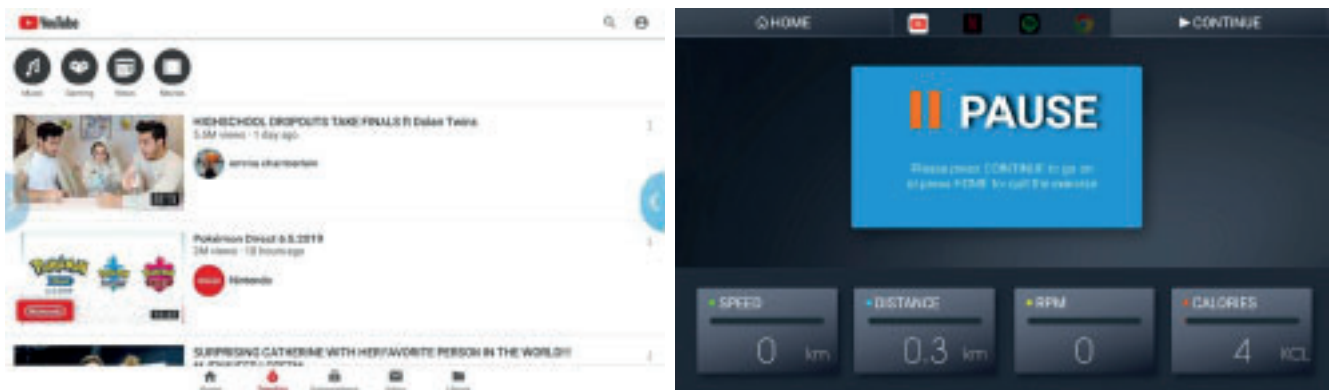 YouTube
Music Gaming News Movies
HIGHSCHOOL DROPOUTS TAKE FINALS ft Dolan Twins
5.6M views · 1 day ago
emma chamberlain
Pokémon Direct 6.5.2019
2M views · 18 hours ago
Nintendo
SURPRISING CATHERINE WITH HER FAVORITE PERSON IN THE WORLD!!!
HOME
CONTINUE
PAUSE
Please press CONTINUE to go on
or press HOME for quit the exercise
SPEED
0 km
DISTANCE
0.3 km
RPM
0
CALORIES
4 KCL